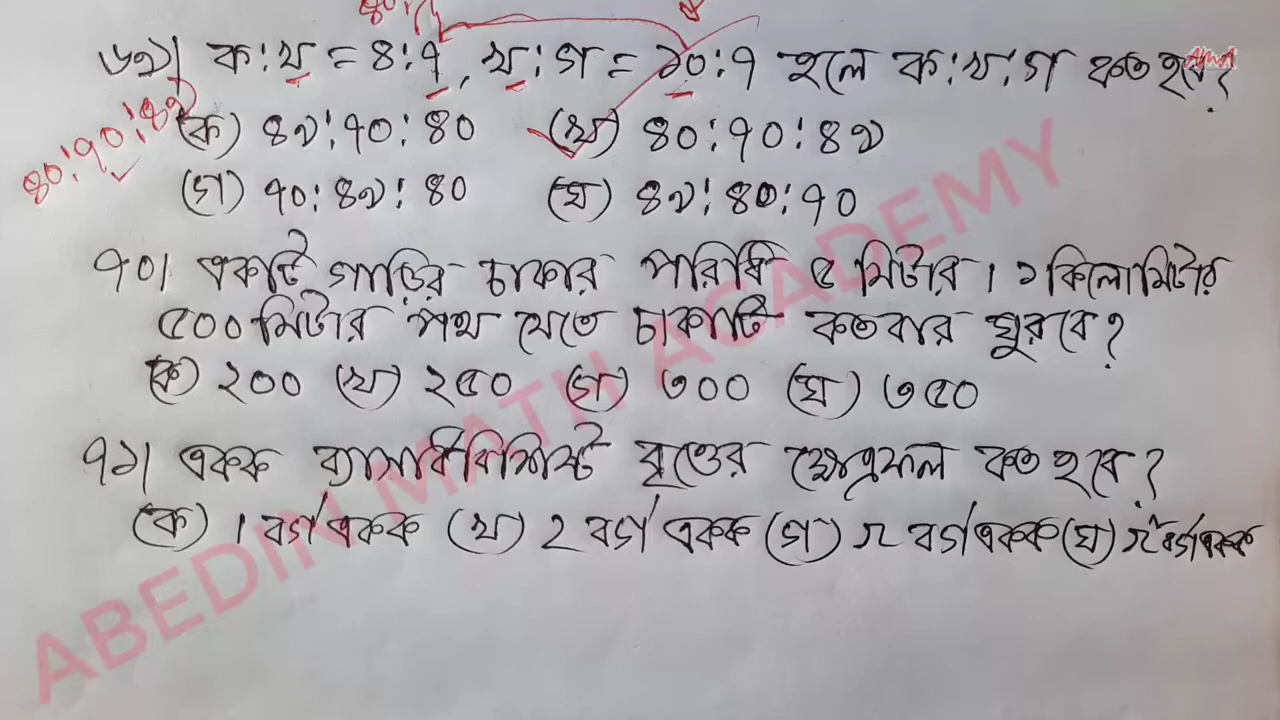 ৬৯| ক:খ = ৪:৭, খ:গ = ১০:৭ হলে ক:খ:গ কত হবে?
৪০:৭০:৪৯
(ক) ৪৯:৭০:৪০ (খ) ৪০:৭০:৪৯
(গ) ৭০:৪৯:৪০ (ঘ) ৪৯:৪০:৭০
৭০| একটি গাড়ির চাকার পরিধি ৫ মিটার। ১ কিলোমিটার
৫০০ মিটার পথ যেতে চাকাটি কতবার ঘুরবে?
(ক) ২০০ (খ) ২৫০ (গ) ৩০০ (ঘ) ৩৫০
৭১| একক ব্যাসার্ধবিশিষ্ট বৃত্তের ক্ষেত্রফল কত হবে?
(ক) 1 বর্গ একক (খ) 2 বর্গ একক (গ) π বর্গ একক (ঘ) π² বর্গ একক
ABEDIN MATH ACADEMY